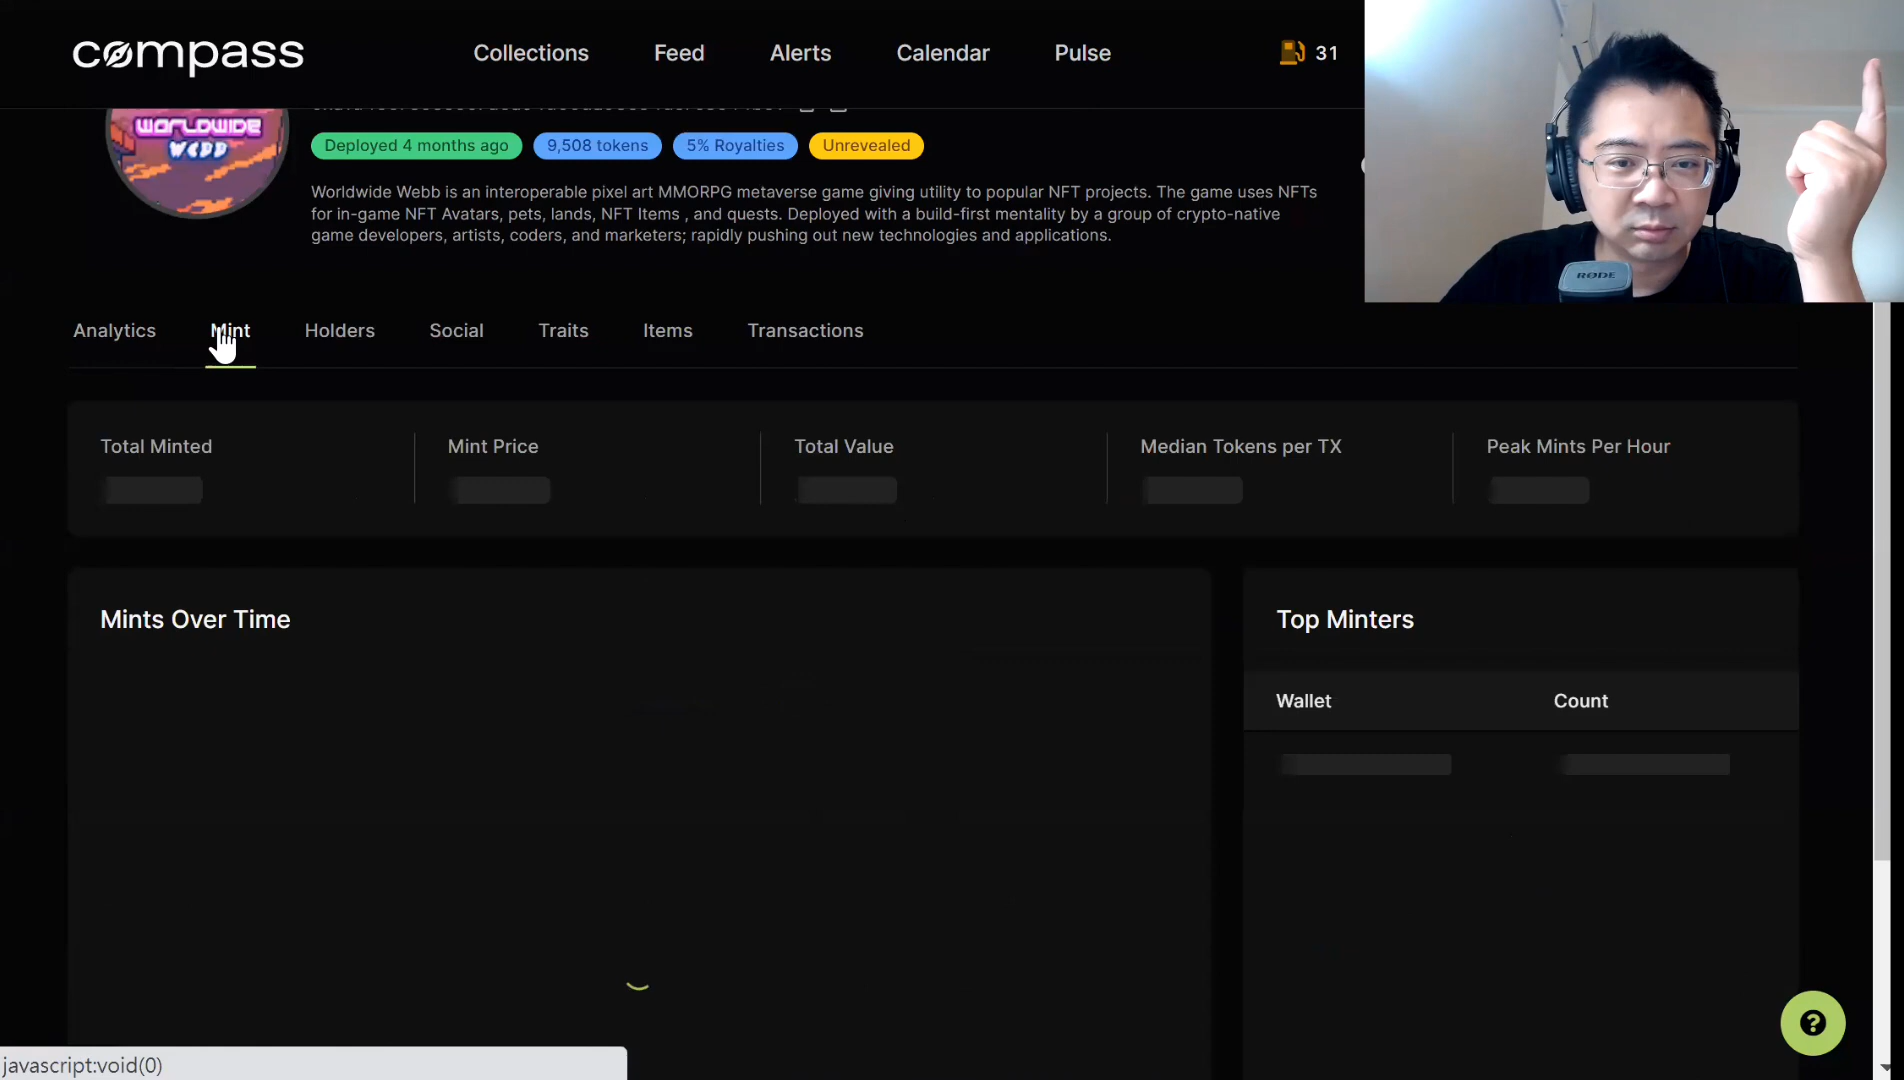 compass
Collections
Feed
Alerts
Calendar
Pulse
31
WORLDWIDE
WEBB
Deployed 4 months ago
9,508 tokens
5% Royalties
Unrevealed
Worldwide Webb is an interoperable pixel art MMORPG metaverse game giving utility to popular NFT projects. The game uses NFTs
for in-game NFT Avatars, pets, lands, NFT Items , and quests. Deployed with a build-first mentality by a group of crypto-native
game developers, artists, coders, and marketers; rapidly pushing out new technologies and applications.
RØDE
Analytics
Mint
Holders
Social
Traits
Items
Transactions
Total Minted
Mint Price
Total Value
Median Tokens per TX
Peak Mints Per Hour
Mints Over Time
Top Minters
Wallet
Count
?
javascript:void(0)